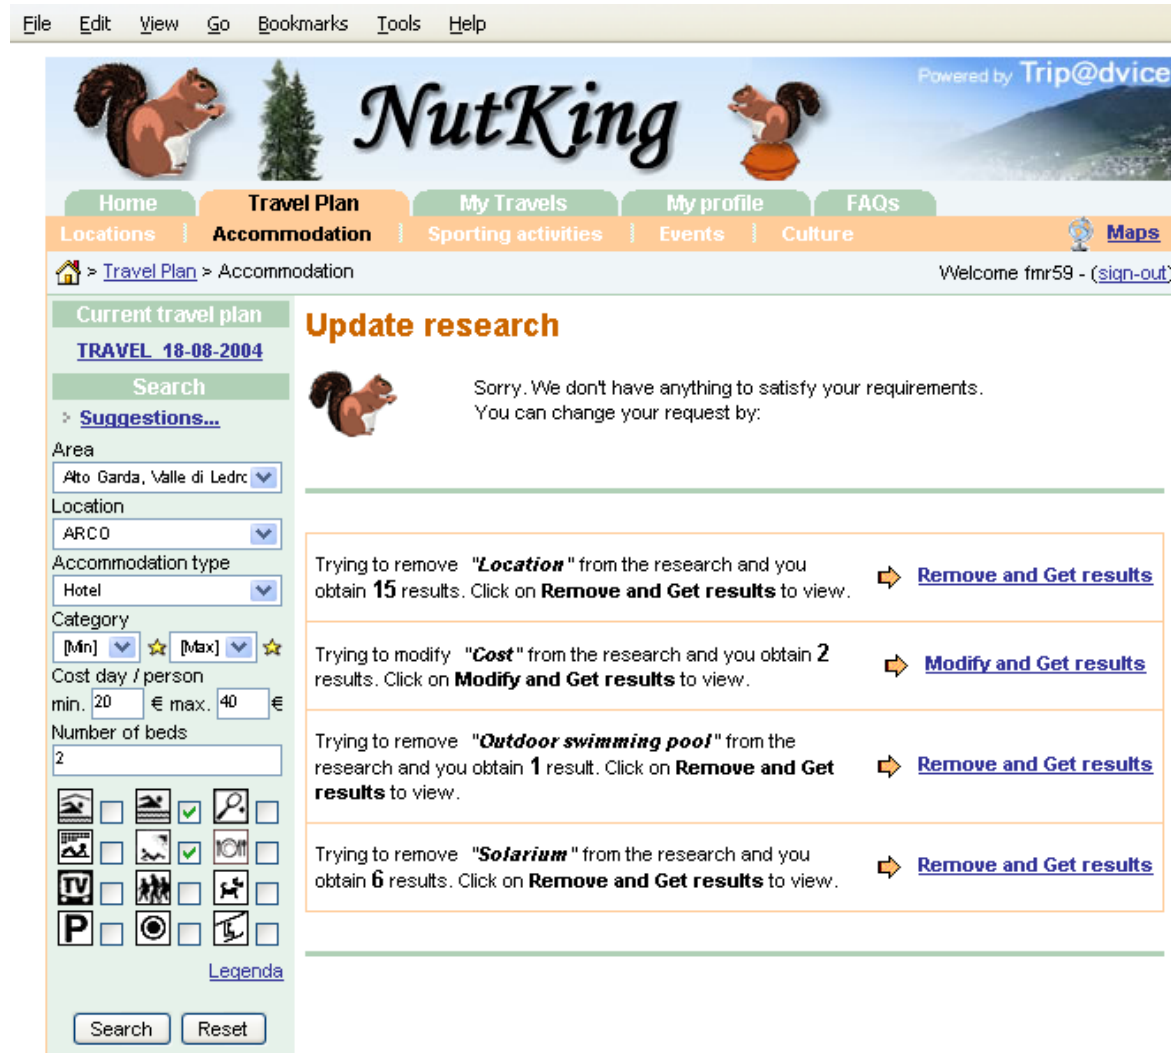 File Edit View Go Bookmarks Tools Help
NutKing
Powered by Trip@dvice
Home Travel Plan My Travels My profile FAQs
Locations Accommodation Sporting activities Events Culture Maps
> Travel Plan > Accommodation
Welcome fmr59 - (sign-out)
Current travel plan
TRAVEL 18-08-2004
Search
Suggestions...
Area
Alto Garda, Valle di Ledro
Location
ARCO
Accommodation type
Hotel
Category
[Min] [Max]
Cost day / person
min. 20 € max. 40 €
Number of beds
2
TV
P
Legenda
Search Reset
Update research
Sorry. We don't have anything to satisfy your requirements.
You can change your request by:
Trying to remove "Location" from the research and you
obtain 15 results. Click on Remove and Get results to view.
Remove and Get results
Trying to modify "Cost" from the research and you obtain 2
results. Click on Modify and Get results to view.
Modify and Get results
Trying to remove "Outdoor swimming pool" from the
research and you obtain 1 result. Click on Remove and Get
results to view.
Remove and Get results
Trying to remove "Solarium" from the research and you
obtain 6 results. Click on Remove and Get results to view.
Remove and Get results